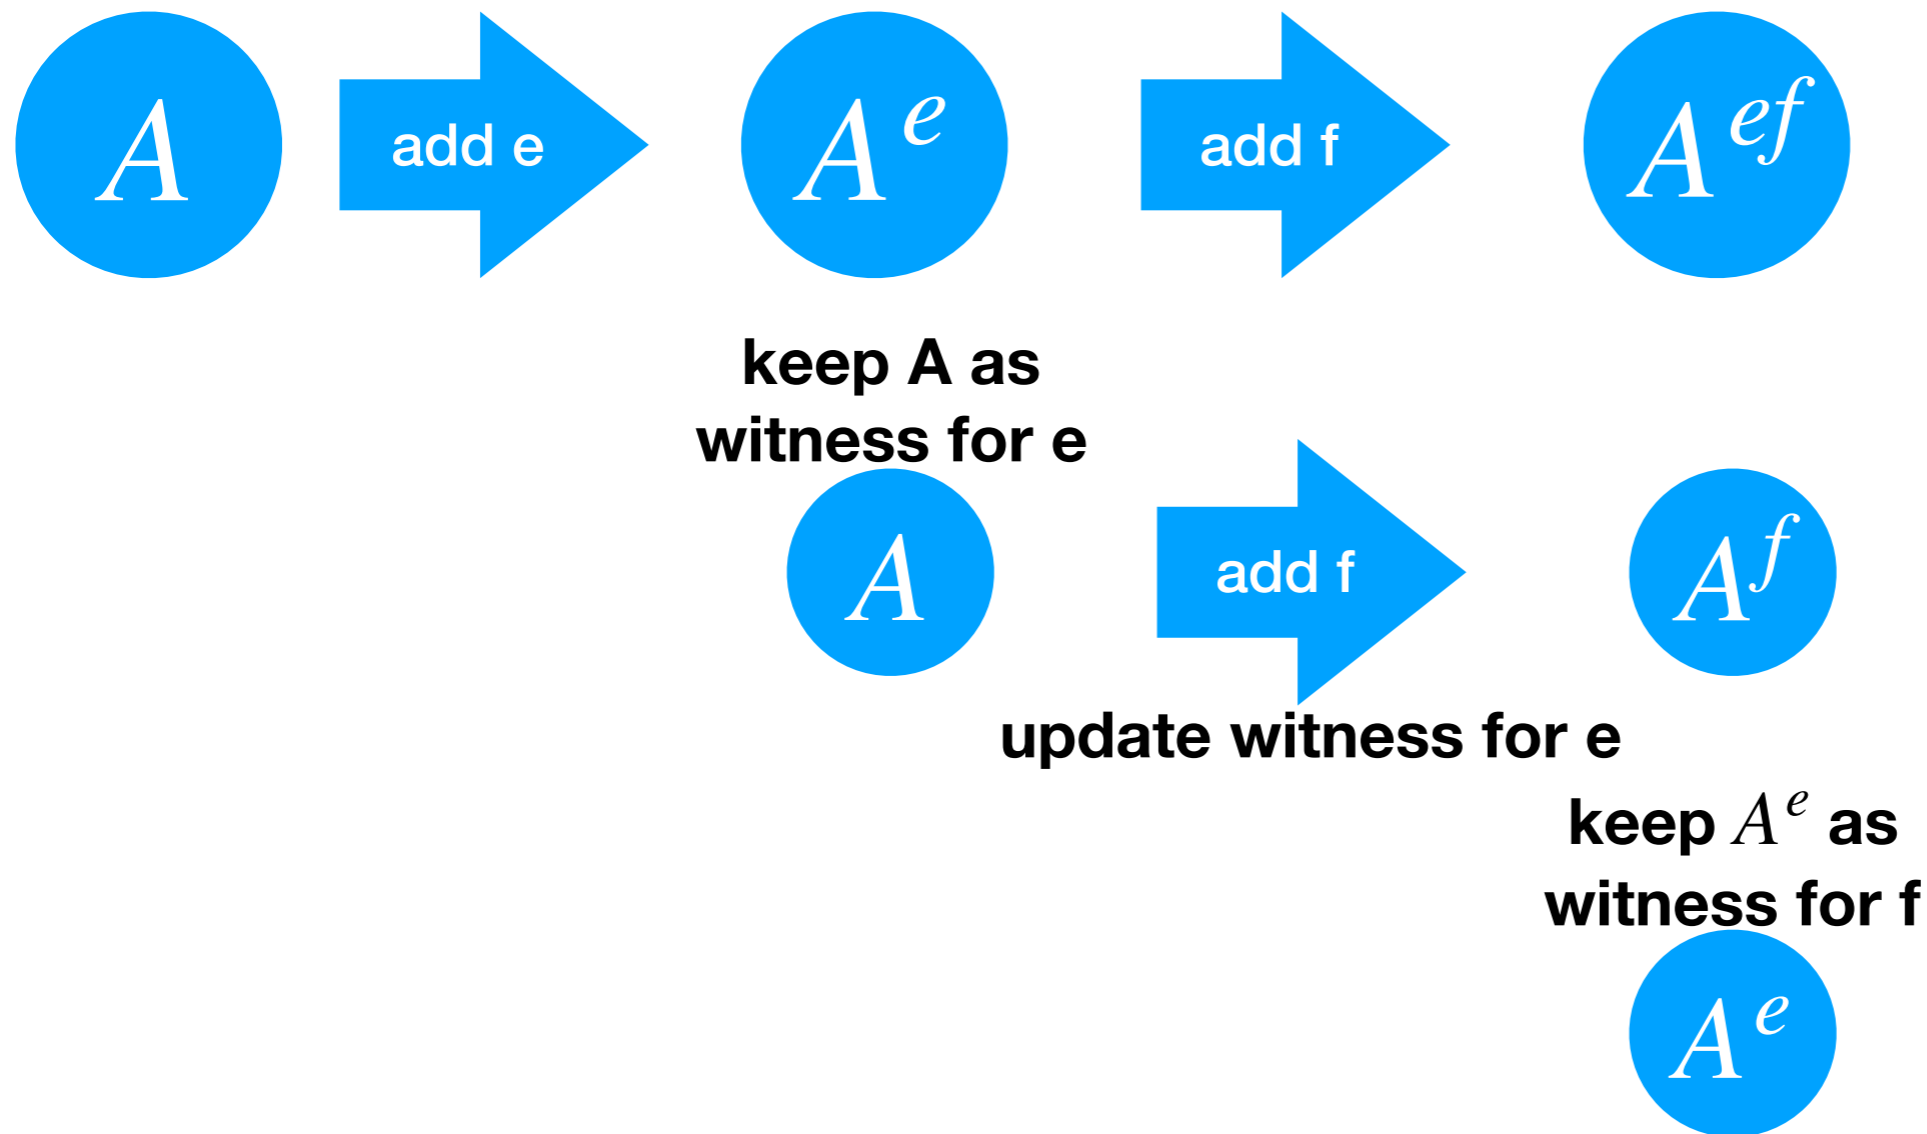 A
add e
A^e
add f
A^{ef}
keep A as
witness for e
A
add f
A^f
update witness for e
keep A^e as
witness for f
A^e